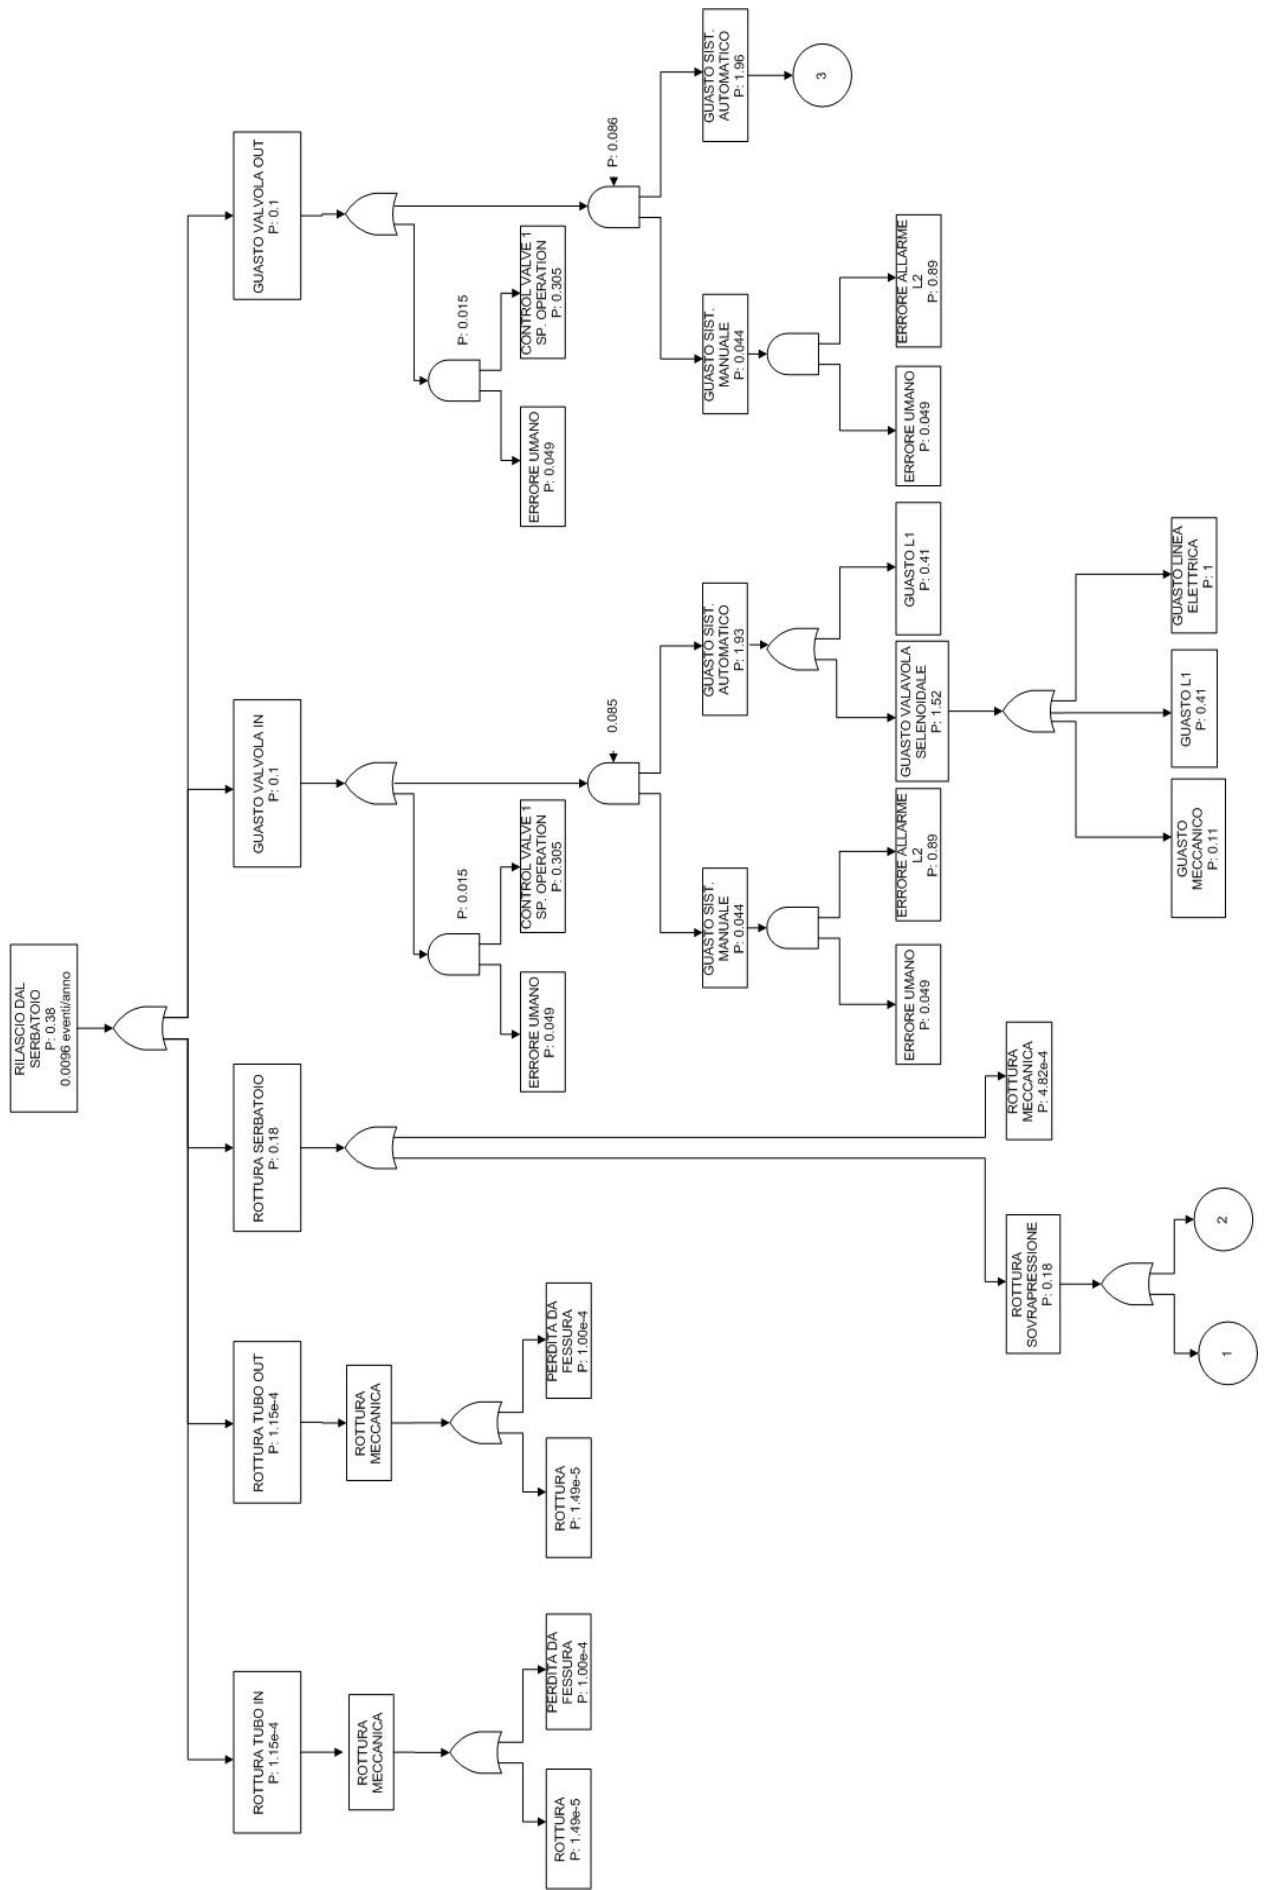 RILASCIO DAL
SERBATOIO
P: 0.38
0.0096 eventi/anno
ROTTURA TUBO IN
P: 1.15e-4
ROTTURA TUBO OUT
P: 1.15e-4
ROTTURA SERBATOIO
P: 0.18
GUASTO VALVOLA IN
P: 0.1
GUASTO VALVOLA OUT
P: 0.1
ROTTURA
MECCANICA
ROTTURA
MECCANICA
P: 0.015
P: 0.015
ROTTURA
P: 1.49e-5
PERDITA DA
FESSURA
P: 1.00e-4
ROTTURA
P: 1.49e-5
PERDITA DA
FESSURA
P: 1.00e-4
ERRORE UMANO
P: 0.049
CONTROL VALVE 1
SP. OPERATION
P: 0.305
ERRORE UMANO
P: 0.049
CONTROL VALVE 1
SP. OPERATION
P: 0.305
0.085
P: 0.086
GUASTO SIST.
MANUALE
P: 0.044
GUASTO SIST.
AUTOMATICO
P: 1.93
GUASTO SIST.
MANUALE
P: 0.044
GUASTO SIST.
AUTOMATICO
P: 1.96
3
ERRORE UMANO
P: 0.049
ERRORE ALLARME
L2
P: 0.89
GUASTO VALAVOLA
SELENOIDALE
P: 1.52
GUASTO L1
P: 0.41
ERRORE UMANO
P: 0.049
ERRORE ALLARME
L2
P: 0.89
ROTTURA
SOVRAPRESSIONE
P: 0.18
ROTTURA
MECCANICA
P: 4.82e-4
GUASTO
MECCANICO
P: 0.11
GUASTO L1
P: 0.41
GUASTO LINEA
ELETTRICA
P: 1
1
2